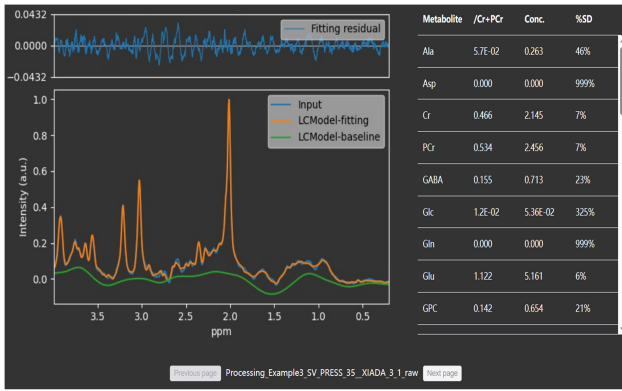 0.0432
0.0000
−0.0432
Fitting residual
1.0
0.8
0.6
0.4
0.2
0.0
Intensity (a.u.)
Input
LCModel-fitting
LCModel-baseline
3.5 3.0 2.5 2.0 1.5 1.0 0.5
ppm
Metabolite /Cr+PCr Conc. %SD
Ala 5.7E-02 0.263 46%
Asp 0.000 0.000 999%
Cr 0.466 2.145 7%
PCr 0.534 2.456 7%
GABA 0.155 0.713 23%
Glc 1.2E-02 5.36E-02 325%
Gln 0.000 0.000 999%
Glu 1.122 5.161 6%
GPC 0.142 0.654 21%
Previous page Processing_Example3_SV_PRESS_35__XIADA_3_1_raw Next page